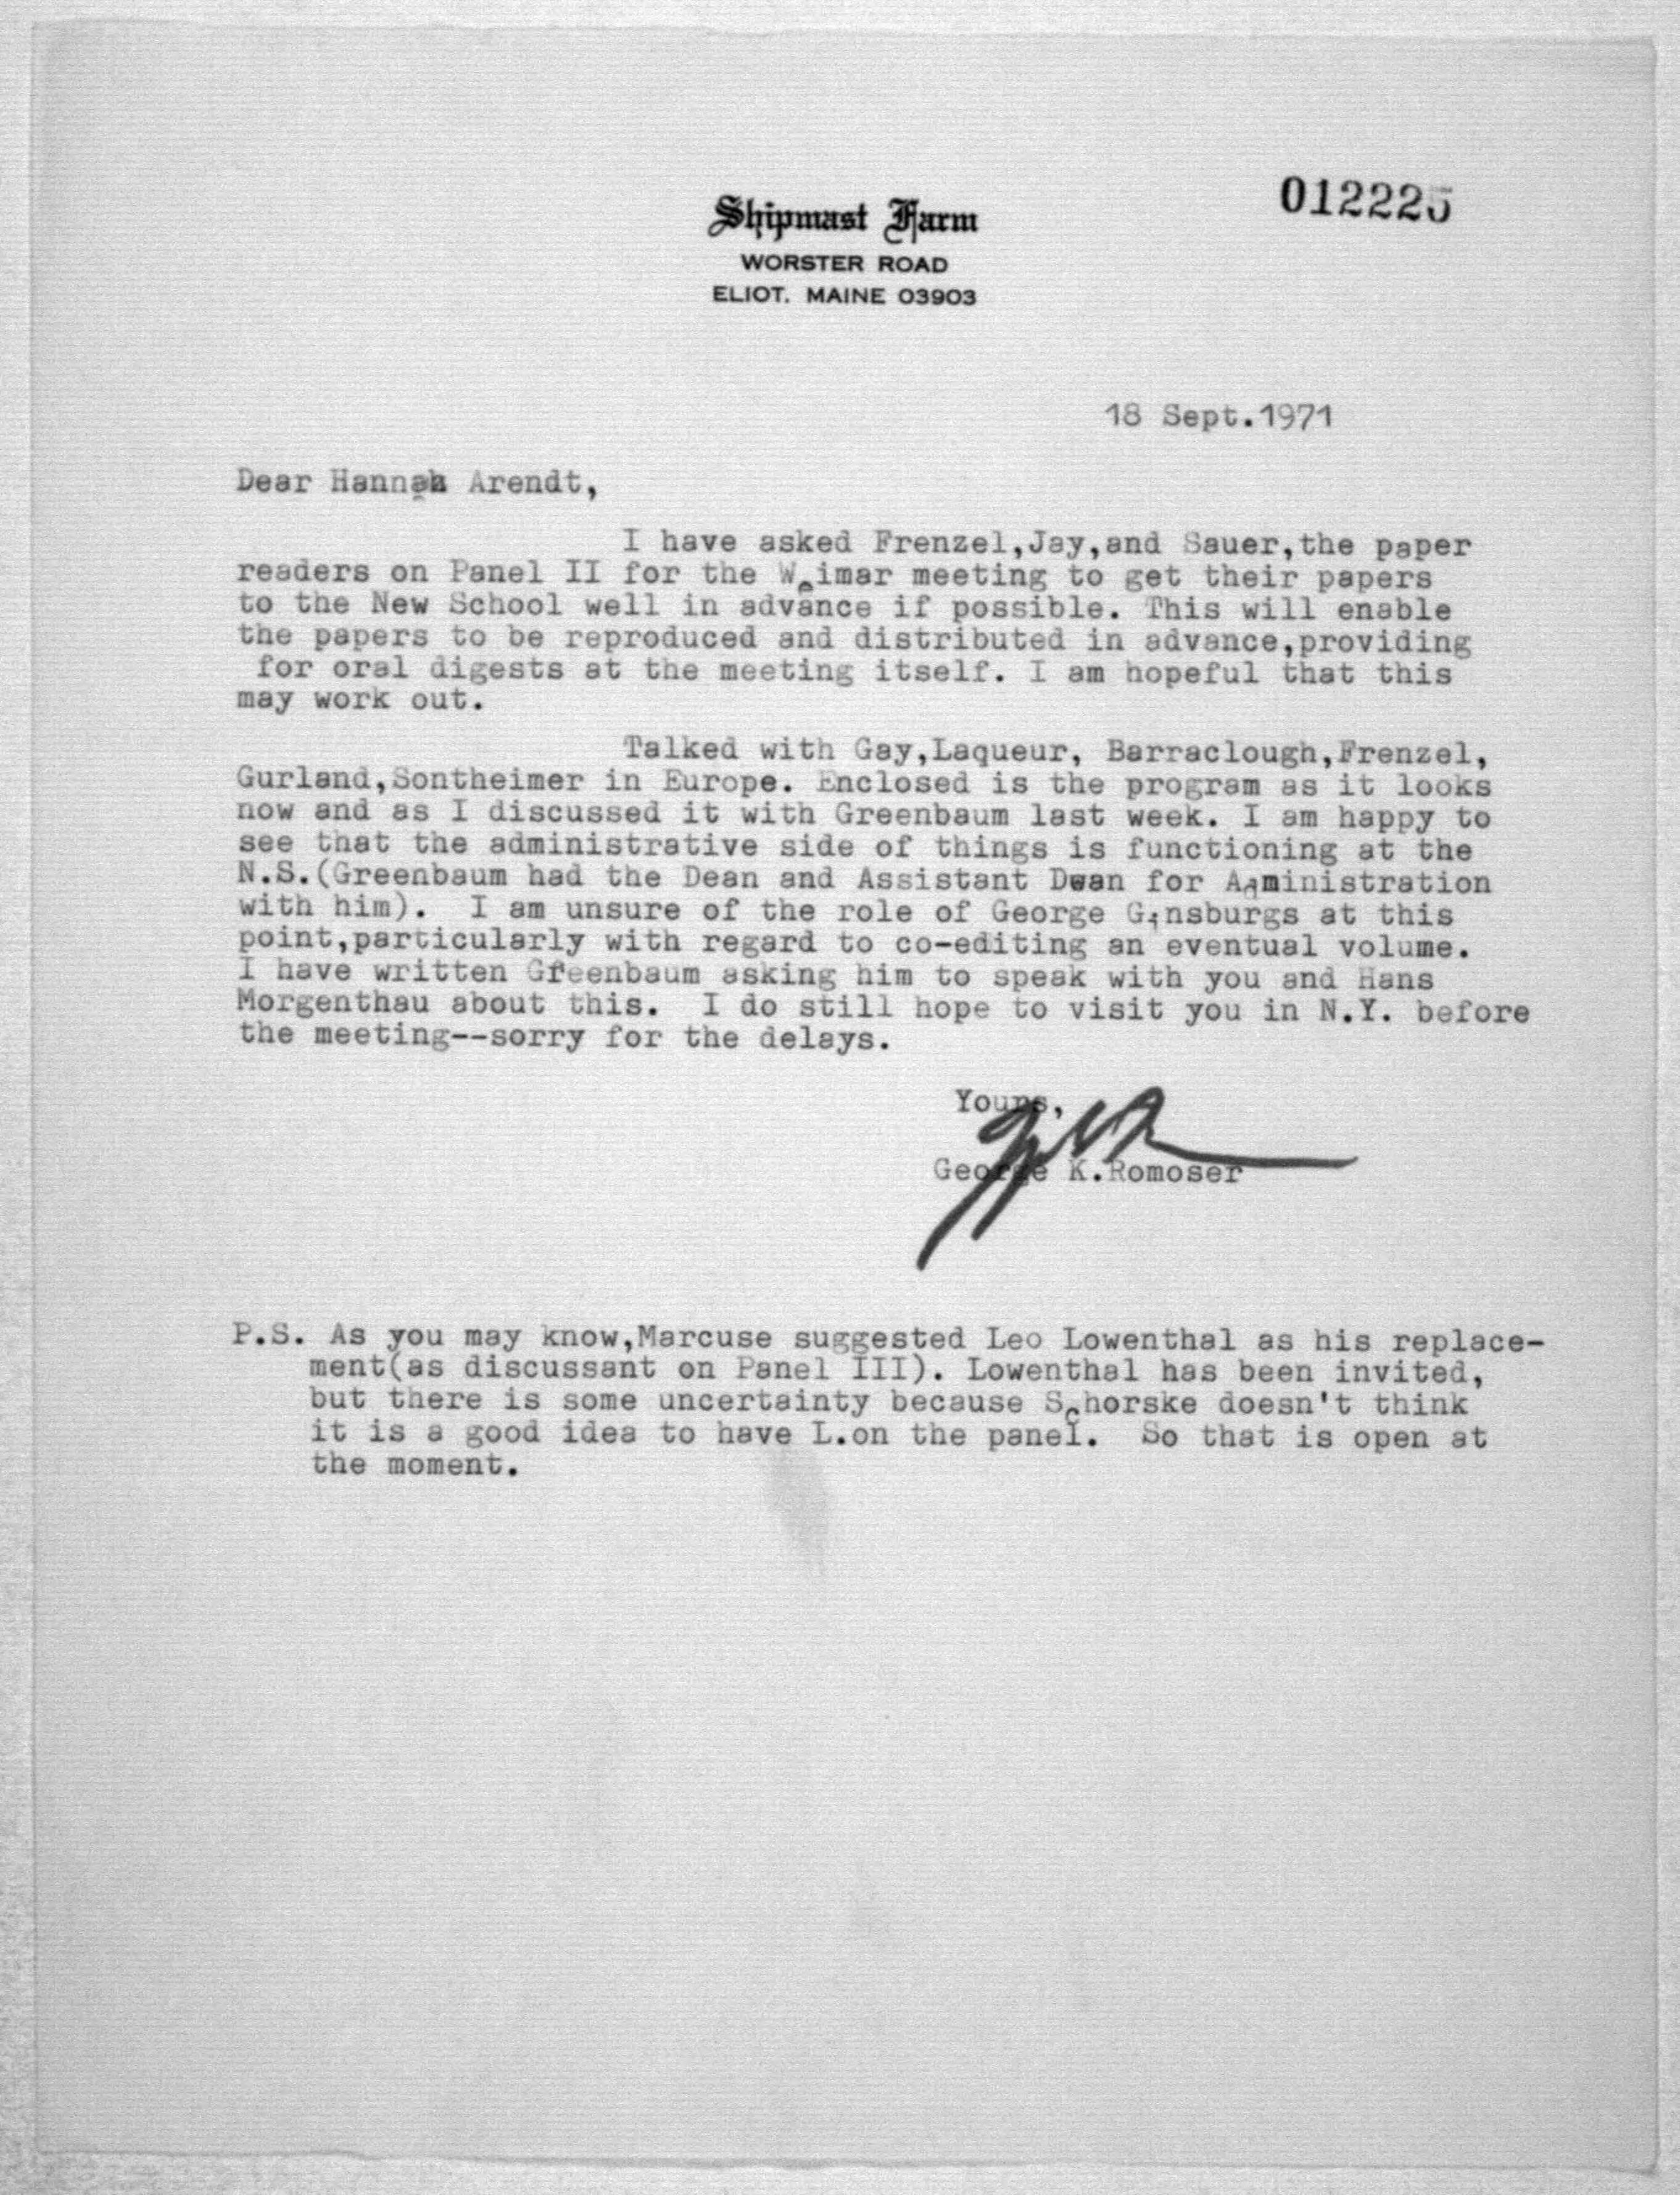 012225
Shipmast Farm
WORSTER ROAD
ELIOT, MAINE 03903
18 Sept.1971
Dear Hannah Arendt,
I have asked Frenzel,Jay,and Sauer,the paper
readers on Panel II for the Weimar meeting to get their papers
to the New School well in advance if possible. This will enable
the papers to be reproduced and distributed in advance,providing
for oral digests at the meeting itself. I am hopeful that this
may work out.
Talked with Gay,Laqueur, Barraclough,Frenzel,
Gurland,Sontheimer in Europe. Enclosed is the program as it looks
now and as I discussed it with Greenbaum last week. I am happy to
see that the administrative side of things is functioning at the
N.S.(Greenbaum had the Dean and Assistant Dean for Administration
with him). I am unsure of the role of George Ginsburgs at this
point,particularly with regard to co-editing an eventual volume.
I have written Greenbaum asking him to speak with you and Hans
Morgenthau about this. I do still hope to visit you in N.Y. before
the meeting--sorry for the delays.
Yours,
George K.Romoser
P.S. As you may know,Marcuse suggested Leo Lowenthal as his replace-
ment(as discussant on Panel III). Lowenthal has been invited,
but there is some uncertainty because Schorske doesn't think
it is a good idea to have L.on the panel. So that is open at
the moment.